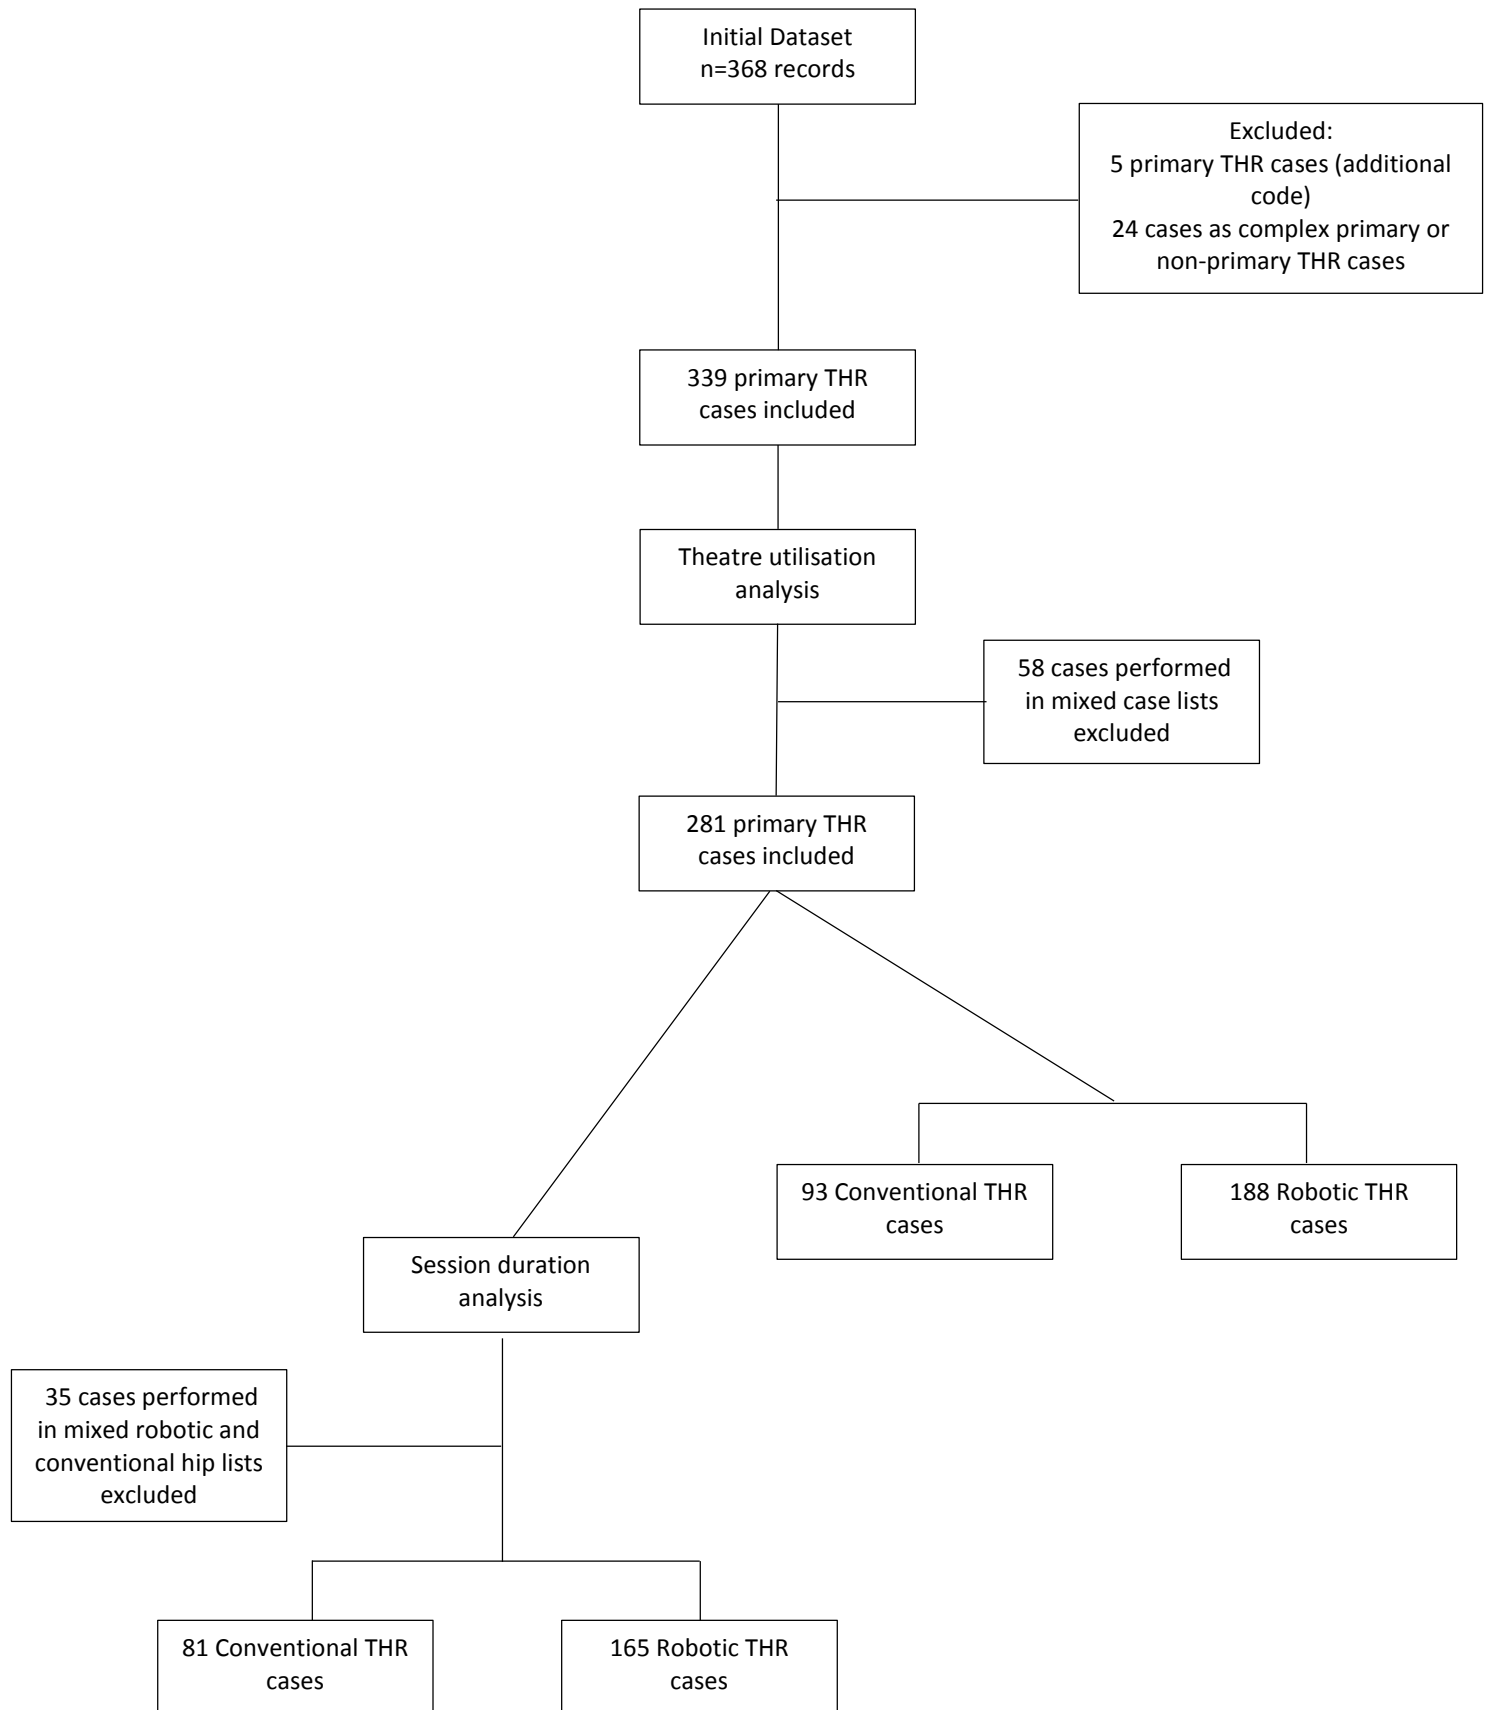 Initial Dataset
n=368 records
Excluded:
5 primary THR cases (additional
code)
24 cases as complex primary or
non-primary THR cases
339 primary THR
cases included
Theatre utilisation
analysis
58 cases performed
in mixed case lists
excluded
281 primary THR
cases included
93 Conventional THR
cases
188 Robotic THR
cases
Session duration
analysis
35 cases performed
in mixed robotic and
conventional hip lists
excluded
81 Conventional THR
cases
165 Robotic THR
cases